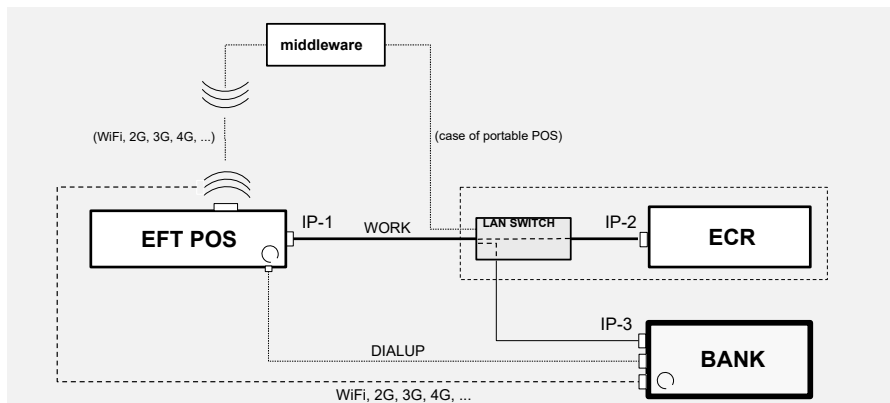 middleware
(WiFi, 2G, 3G, 4G, ...)
(case of portable POS)
IP-1
WORK
LAN SWITCH
IP-2
EFT POS
ECR
IP-3
DIALUP
BANK
WiFi, 2G, 3G, 4G, ...